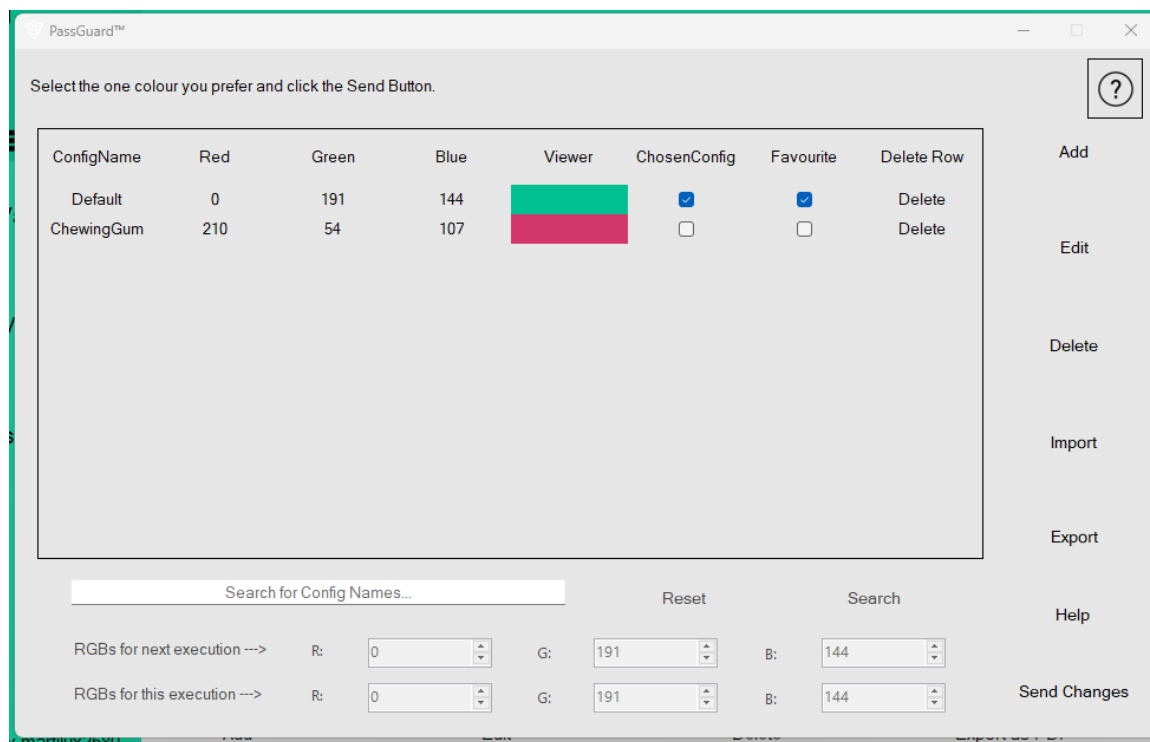 PassGuard™
Select the one colour you prefer and click the Send Button.
ConfigName Red Green Blue Viewer ChosenConfig Favourite Delete Row
Default 0 191 144 Delete
ChewingGum 210 54 107 Delete
Add
Edit
Delete
Import
Export
Help
Send Changes
Search for Config Names... Reset Search
RGBs for next execution ---> R: 0 G: 191 B: 144
RGBs for this execution ---> R: 0 G: 191 B: 144